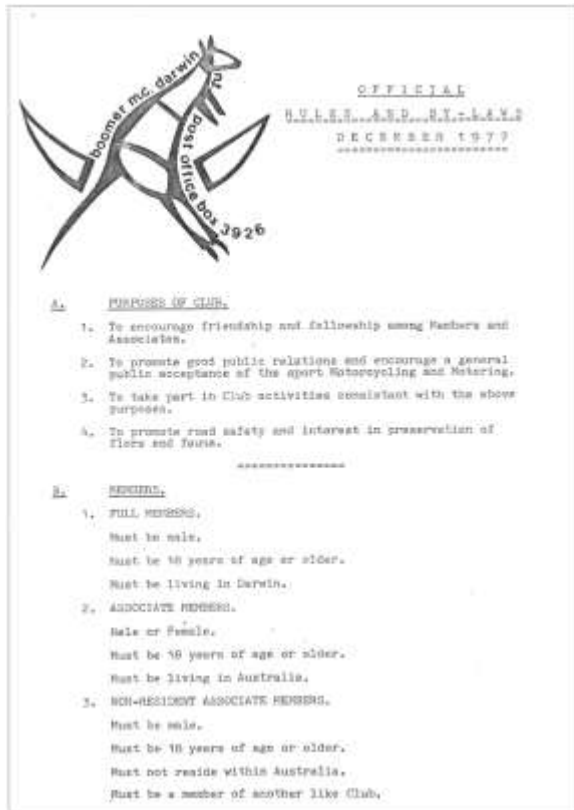 boomer m.c. darwin
post office box 3926
OFFICIAL
RULES AND BY-LAWS
DECEMBER 1977
A. PURPOSES OF CLUB.
1. To encourage friendship and fellowship among Members and
Associates.
2. To promote good public relations and encourage a general
public acceptance of the sport Motorcycling and Motoring.
3. To take part in Club activities consistant with the above
purposes.
4. To promote road safety and interest in preservation of
flora and fauna.
B. MEMBERS.
1. FULL MEMBERS.
Must be male.
Must be 18 years of age or older.
Must be living in Darwin.
2. ASSOCIATE MEMBERS.
Male or Female.
Must be 18 years of age or older.
Must be living in Australia.
3. NON-RESIDENT ASSOCIATE MEMBERS.
Must be male.
Must be 18 years of age or older.
Must not reside within Australia.
Must be a member of another like Club.